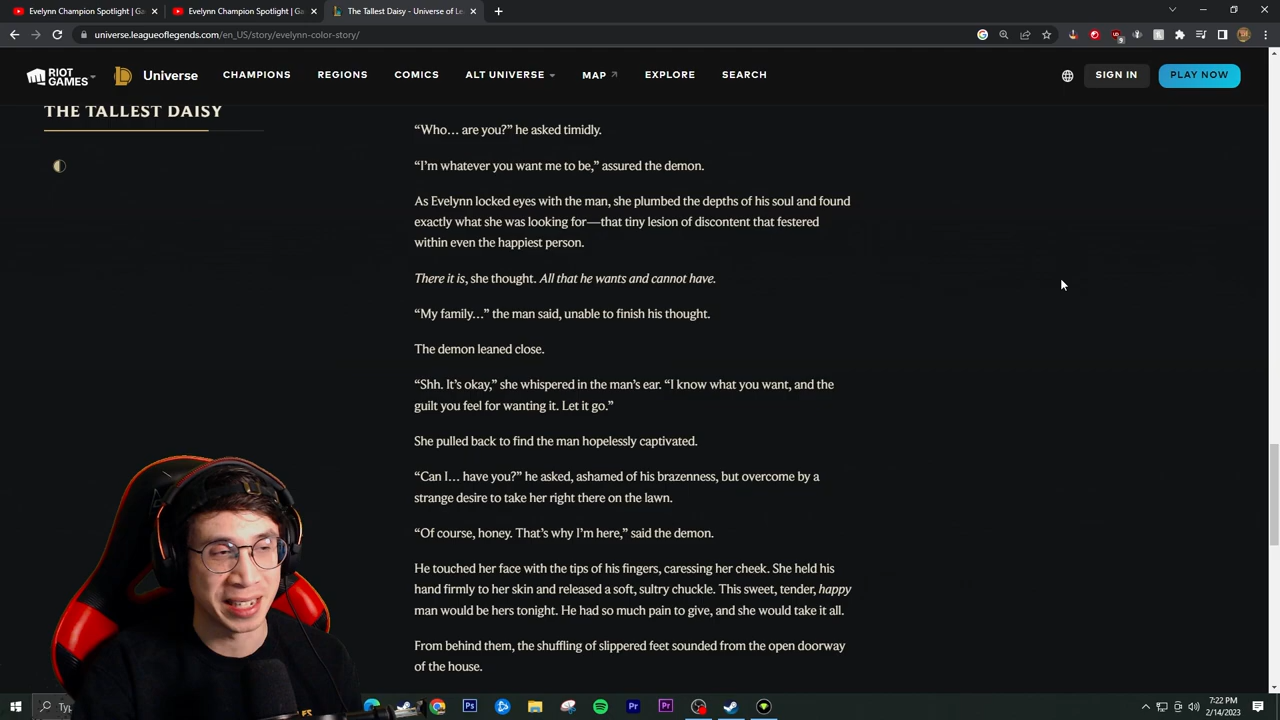 Evelynn Champion Spotlight | Ga
Evelynn Champion Spotlight | Ga
The Tallest Daisy - Universe of Le
universe.leagueoflegends.com/en_US/story/evelynn-color-story/
RIOT GAMES
Universe
CHAMPIONS
REGIONS
COMICS
ALT UNIVERSE
MAP
EXPLORE
SEARCH
SIGN IN
PLAY NOW
THE TALLEST DAISY
“Who… are you?” he asked timidly.
“I’m whatever you want me to be,” assured the demon.
As Evelynn locked eyes with the man, she plumbed the depths of his soul and found
exactly what she was looking for—that tiny lesion of discontent that festered
within even the happiest person.
There it is, she thought. All that he wants and cannot have.
“My family…” the man said, unable to finish his thought.
The demon leaned close.
“Shh. It’s okay,” she whispered in the man’s ear. “I know what you want, and the
guilt you feel for wanting it. Let it go.”
She pulled back to find the man hopelessly captivated.
“Can I… have you?” he asked, ashamed of his brazenness, but overcome by a
strange desire to take her right there on the lawn.
“Of course, honey. That’s why I’m here,” said the demon.
He touched her face with the tips of his fingers, caressing her cheek. She held his
hand firmly to her skin and released a soft, sultry chuckle. This sweet, tender, happy
man would be hers tonight. He had so much pain to give, and she would take it all.
From behind them, the shuffling of slippered feet sounded from the open doorway
of the house.
Ty
Ps
Pr
Pr
7:22 PM
2/14/2023